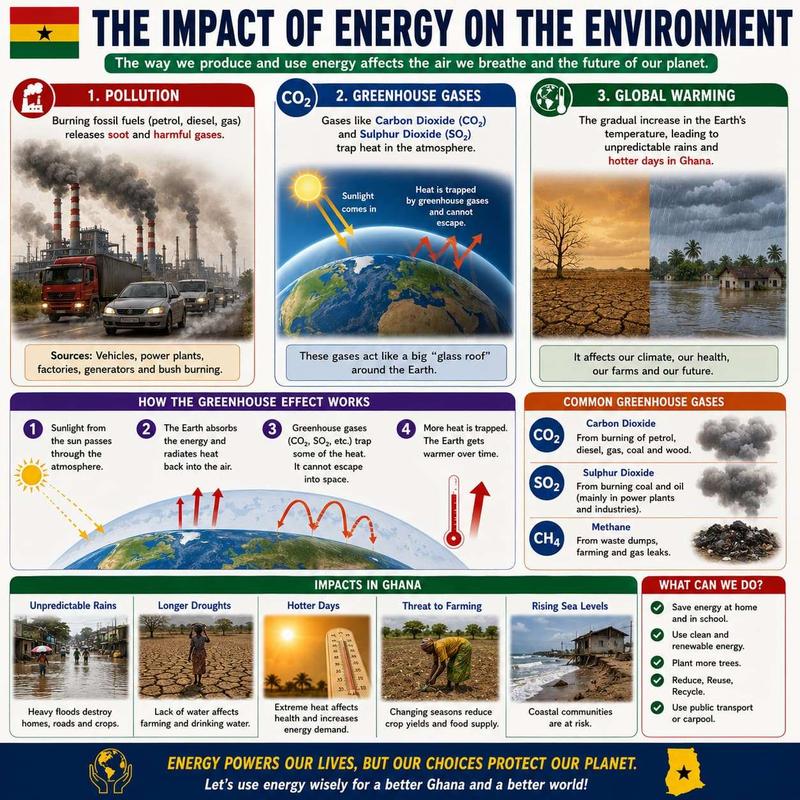 THE IMPACT OF ENERGY ON THE ENVIRONMENT
The way we produce and use energy affects the air we breathe and the future of our planet.
1. POLLUTION
Burning fossil fuels (petrol, diesel, gas)
releases soot and harmful gases.
Sources: Vehicles, power plants,
factories, generators and bush burning.
CO₂
2. GREENHOUSE GASES
Gases like Carbon Dioxide (CO₂)
and Sulphur Dioxide (SO₂)
trap heat in the atmosphere.
Sunlight
comes in
Heat is trapped
by greenhouse gases
and cannot
escape.
These gases act like a big “glass roof”
around the Earth.
3. GLOBAL WARMING
The gradual increase in the Earth's
temperature, leading to
unpredictable rains and
hotter days in Ghana.
It affects our climate, our health,
our farms and our future.
HOW THE GREENHOUSE EFFECT WORKS
1
Sunlight from
the sun passes
through the
atmosphere.
2
The Earth absorbs
the energy and
radiates heat
back into the air.
3
Greenhouse gases
(CO₂, SO₂, etc.) trap
some of the heat.
It cannot escape
into space.
4
More heat is trapped.
The Earth gets
warmer over time.
COMMON GREENHOUSE GASES
CO₂
Carbon Dioxide
From burning of petrol,
diesel, gas, coal and wood.
SO₂
Sulphur Dioxide
From burning coal and oil
(mainly in power plants
and industries).
CH₄
Methane
From waste dumps,
farming and gas leaks.
IMPACTS IN GHANA
Unpredictable Rains
Heavy floods destroy
homes, roads and crops.
Longer Droughts
Lack of water affects
farming and drinking water.
Hotter Days
Extreme heat affects
health and increases
energy demand.
Threat to Farming
Changing seasons reduce
crop yields and food supply.
Rising Sea Levels
Coastal communities
are at risk.
WHAT CAN WE DO?
Save energy at home
and in school.
Use clean and
renewable energy.
Plant more trees.
Reduce, Reuse,
Recycle.
Use public transport
or carpool.
ENERGY POWERS OUR LIVES, BUT OUR CHOICES PROTECT OUR PLANET.
Let's use energy wisely for a better Ghana and a better world!